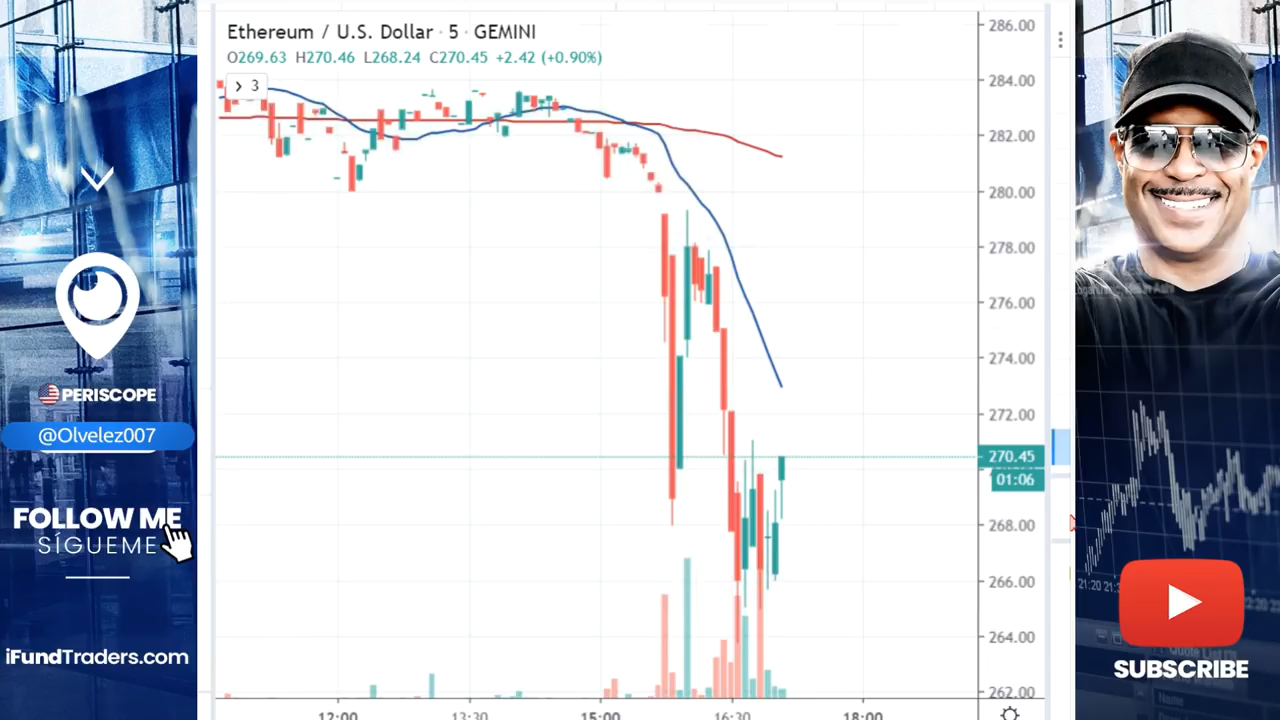 Ethereum / U.S. Dollar · 5 · GEMINI
O269.63 H270.46 L268.24 C270.45 +2.42 (+0.90%)
3
286.00
284.00
282.00
280.00
278.00
276.00
274.00
272.00
270.45
01:06
268.00
266.00
264.00
262.00
12:00
13:30
15:00
16:30
18:00
PERISCOPE
@Olvelez007
FOLLOW ME
SÍGUEME
iFundTraders.com
21:20
SUBSCRIBE